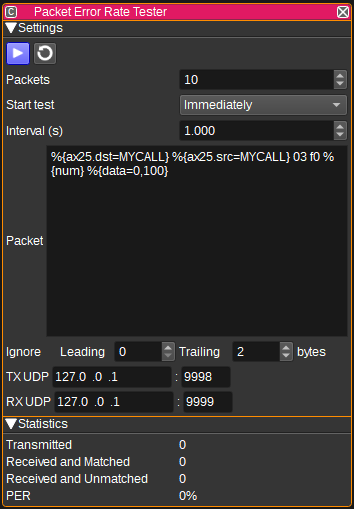 C Packet Error Rate Tester
Settings
Packets 10
Start test Immediately
Interval (s) 1.000
%{ax25.dst=MYCALL} %{ax25.src=MYCALL} 03 f0 %
{num} %{data=0,100}
Packet
Ignore Leading 0 Trailing 2 bytes
TX UDP 127.0 .0 .1 : 9998
RX UDP 127.0 .0 .1 : 9999
Statistics
Transmitted 0
Received and Matched 0
Received and Unmatched 0
PER 0%